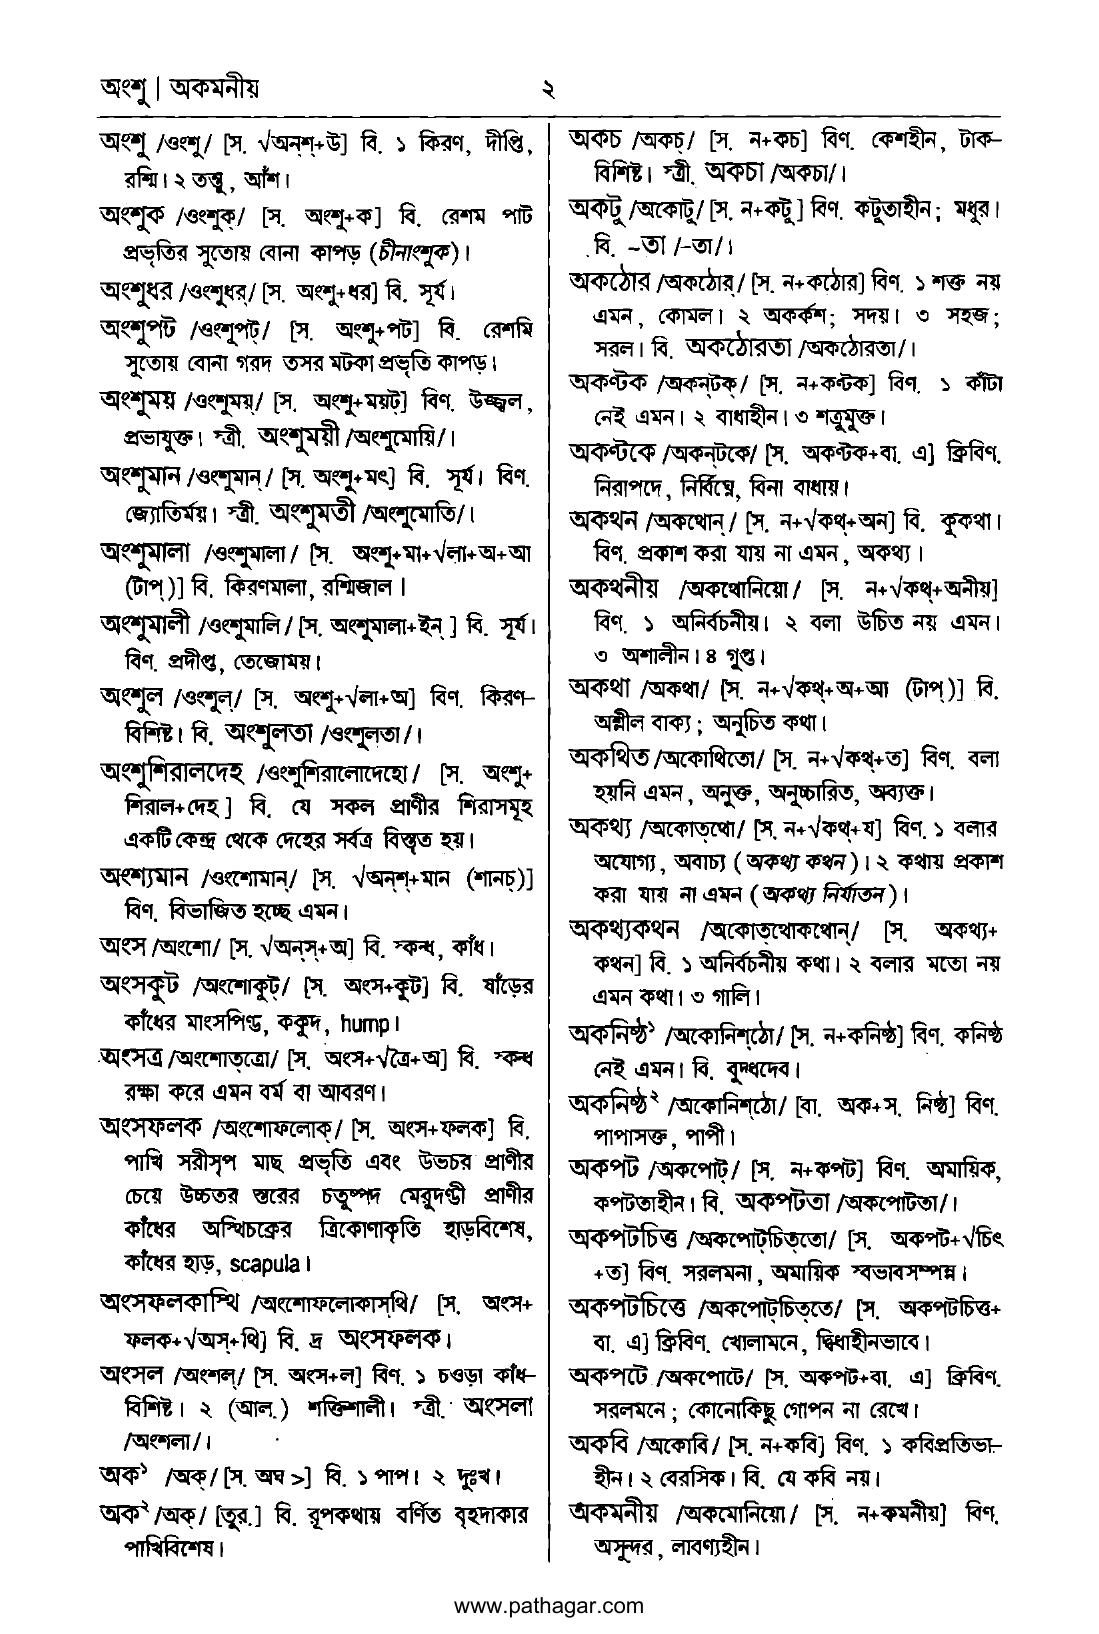 অংশু | অকমনীয়
২
অংশু /ওংশু/ [স. √অন্‌শ্‌+উ] বি. ১ কিরণ, দীপ্তি,
রশ্মি। ২ তন্তু, আঁশ।
অংশুক /ওংশুক্/ [স. অংশু+ক] বি. রেশম পাট
প্রভৃতির সুতোয় বোনা কাপড় (চীনাংশুক)।
অংশুধর /ওংশুধর্/ [স. অংশু+ধর] বি. সূর্য।
অংশুপট /ওংশুপট্/ [স. অংশু+পট] বি. রেশমি
সুতোয় বোনা গরদ তসর মটকা প্রভৃতি কাপড়।
অংশুময় /ওংশুময়্/ [স. অংশু+ময়ট্] বিণ. উজ্জ্বল,
প্রভাযুক্ত। স্ত্রী. অংশুময়ী /অংশুমোয়ি/।
অংশুমান /ওংশুমান্/ [স. অংশু+মৎ] বি. সূর্য। বিণ.
জ্যোতির্ময়। স্ত্রী. অংশুমতী /অংশুমোতি/।
অংশুমালা /ওংশুমালা/ [স. অংশু+মা+√লা+অ+আ
(টাপ্)] বি. কিরণমালা, রশ্মিজাল।
অংশুমালী /ওংশুমালি/ [স. অংশুমালা+ইন্ ] বি. সূর্য।
বিণ. প্রদীপ্ত, তেজোময়।
অংশুল /ওংশুল্/ [স. অংশু+√লা+অ] বিণ. কিরণ–
বিশিষ্ট। বি. অংশুলতা /ওংশুলতা/।
অংশুশিরালদেহ /ওংশুশিরালোদেহো/ [স. অংশু+
শিরাল+দেহ ] বি. যে সকল প্রাণীর শিরাসমূহ
একটি কেন্দ্র থেকে দেহের সর্বত্র বিস্তৃত হয়।
অংশ্যমান /ওংশোমান্/ [স. √অন্‌শ্‌+মান (শানচ্)]
বিণ. বিভাজিত হচ্ছে এমন।
অংস /অংশো/ [স. √অন্‌স্‌+অ] বি. স্কন্ধ, কাঁধ।
অংসকূট /অংশোকুট্/ [স. অংস+কূট] বি. ষাঁড়ের
কাঁধের মাংসপিণ্ড, ককুদ, hump।
অংসত্র /অংশোত্‌ত্রো/ [স. অংস+√ত্রৈ+অ] বি. স্কন্ধ
রক্ষা করে এমন বর্ম বা আবরণ।
অংসফলক /অংশোফলোক্/ [স. অংস+ফলক] বি.
পাখি সরীসৃপ মাছ প্রভৃতি এবং উভচর প্রাণীর
চেয়ে উচ্চতর স্তরের চতুষ্পদ মেরুদণ্ডী প্রাণীর
কাঁধের অস্থিচক্রের ত্রিকোণাকৃতি হাড়বিশেষ,
কাঁধের হাড়, scapula।
অংসফলকাস্থি /অংশোফলোকাস্‌থি/ [স. অংস+
ফলক+√অস্‌+থি] বি. দ্র অংসফলক।
অংসল /অংশল্/ [স. অংস+ল] বিণ. ১ চওড়া কাঁধ–
বিশিষ্ট। ২ (আল.) শক্তিশালী। স্ত্রী. অংসলা
/অংশলা/।
অক¹ /অক্/ [স. অঘ >] বি. ১ পাপ। ২ দুঃখ।
অক² /অক্/ [তুর.] বি. রূপকথায় বর্ণিত বৃহদাকার
পাখিবিশেষ।
অকচ /অকচ্/ [স. ন+কচ] বিণ. কেশহীন, টাক–
বিশিষ্ট। স্ত্রী. অকচা /অকচা/।
অকটু /অকোটু/ [স. ন+কটু ] বিণ. কটুতাহীন; মধুর।
বি. –তা /–তা/।
অকঠোর /অকঠোর্/ [স. ন+কঠোর] বিণ. ১ শক্ত নয়
এমন, কোমল। ২ অকর্কশ; সদয়। ৩ সহজ;
সরল। বি. অকঠোরতা /অকঠোরতা/।
অকণ্টক /অকন্‌টক্/ [স. ন+কণ্টক] বিণ. ১ কাঁটা
নেই এমন। ২ বাধাহীন। ৩ শত্রুমুক্ত।
অকণ্টকে /অকন্‌টকে/ [স. অকণ্টক+বা. এ] ক্রিবিণ.
নিরাপদে, নির্বিঘ্নে, বিনা বাধায়।
অকথন /অকথোন্/ [স. ন+√কথ্‌+অন] বি. কুকথা।
বিণ. প্রকাশ করা যায় না এমন, অকথ্য।
অকথনীয় /অকথোনিয়ো/ [স. ন+√কথ্‌+অনীয়]
বিণ. ১ অনির্বচনীয়। ২ বলা উচিত নয় এমন।
৩ অশালীন। ৪ গুপ্ত।
অকথা /অকথা/ [স. ন+√কথ্‌+অ+আ (টাপ্)] বি.
অশ্লীল বাক্য; অনুচিত কথা।
অকথিত /অকোথিতো/ [স. ন+√কথ্‌+ত] বিণ. বলা
হয়নি এমন, অনুক্ত, অনুচ্চারিত, অব্যক্ত।
অকথ্য /অকোত্‌থো/ [স. ন+√কথ্‌+য] বিণ. ১ বলার
অযোগ্য, অবাচ্য (অকথ্য কথন)। ২ কথায় প্রকাশ
করা যায় না এমন (অকথ্য নির্যাতন)।
অকথ্যকথন /অকোত্‌থোকথোন্/ [স. অকথ্য+
কথন] বি. ১ অনির্বচনীয় কথা। ২ বলার মতো নয়
এমন কথা। ৩ গালি।
অকনিষ্ঠ¹ /অকোনিশ্‌ঠো/ [স. ন+কনিষ্ঠ] বিণ. কনিষ্ঠ
নেই এমন। বি. বুদ্ধদেব।
অকনিষ্ঠ² /অকোনিশ্‌ঠো/ [বা. অক+স. নিষ্ঠ] বিণ.
পাপাসক্ত, পাপী।
অকপট /অকপোট্/ [স. ন+কপট] বিণ. অমায়িক,
কপটতাহীন। বি. অকপটতা /অকপোটতা/।
অকপটচিত্ত /অকপোট্‌চিত্‌তো/ [স. অকপট+√চিৎ
+ত] বিণ. সরলমনা, অমায়িক স্বভাবসম্পন্ন।
অকপটচিত্তে /অকপোট্‌চিত্‌তে/ [স. অকপটচিত্ত+
বা. এ] ক্রিবিণ. খোলামনে, দ্বিধাহীনভাবে।
অকপটে /অকপোটে/ [স. অকপট+বা. এ] ক্রিবিণ.
সরলমনে; কোনোকিছু গোপন না রেখে।
অকবি /অকোবি/ [স. ন+কবি] বিণ. ১ কবিপ্রতিভা–
হীন। ২ বেরসিক। বি. যে কবি নয়।
অকমনীয় /অকমোনিয়ো/ [স. ন+কমনীয়] বিণ.
অসুন্দর, লাবণ্যহীন।
www.pathagar.com